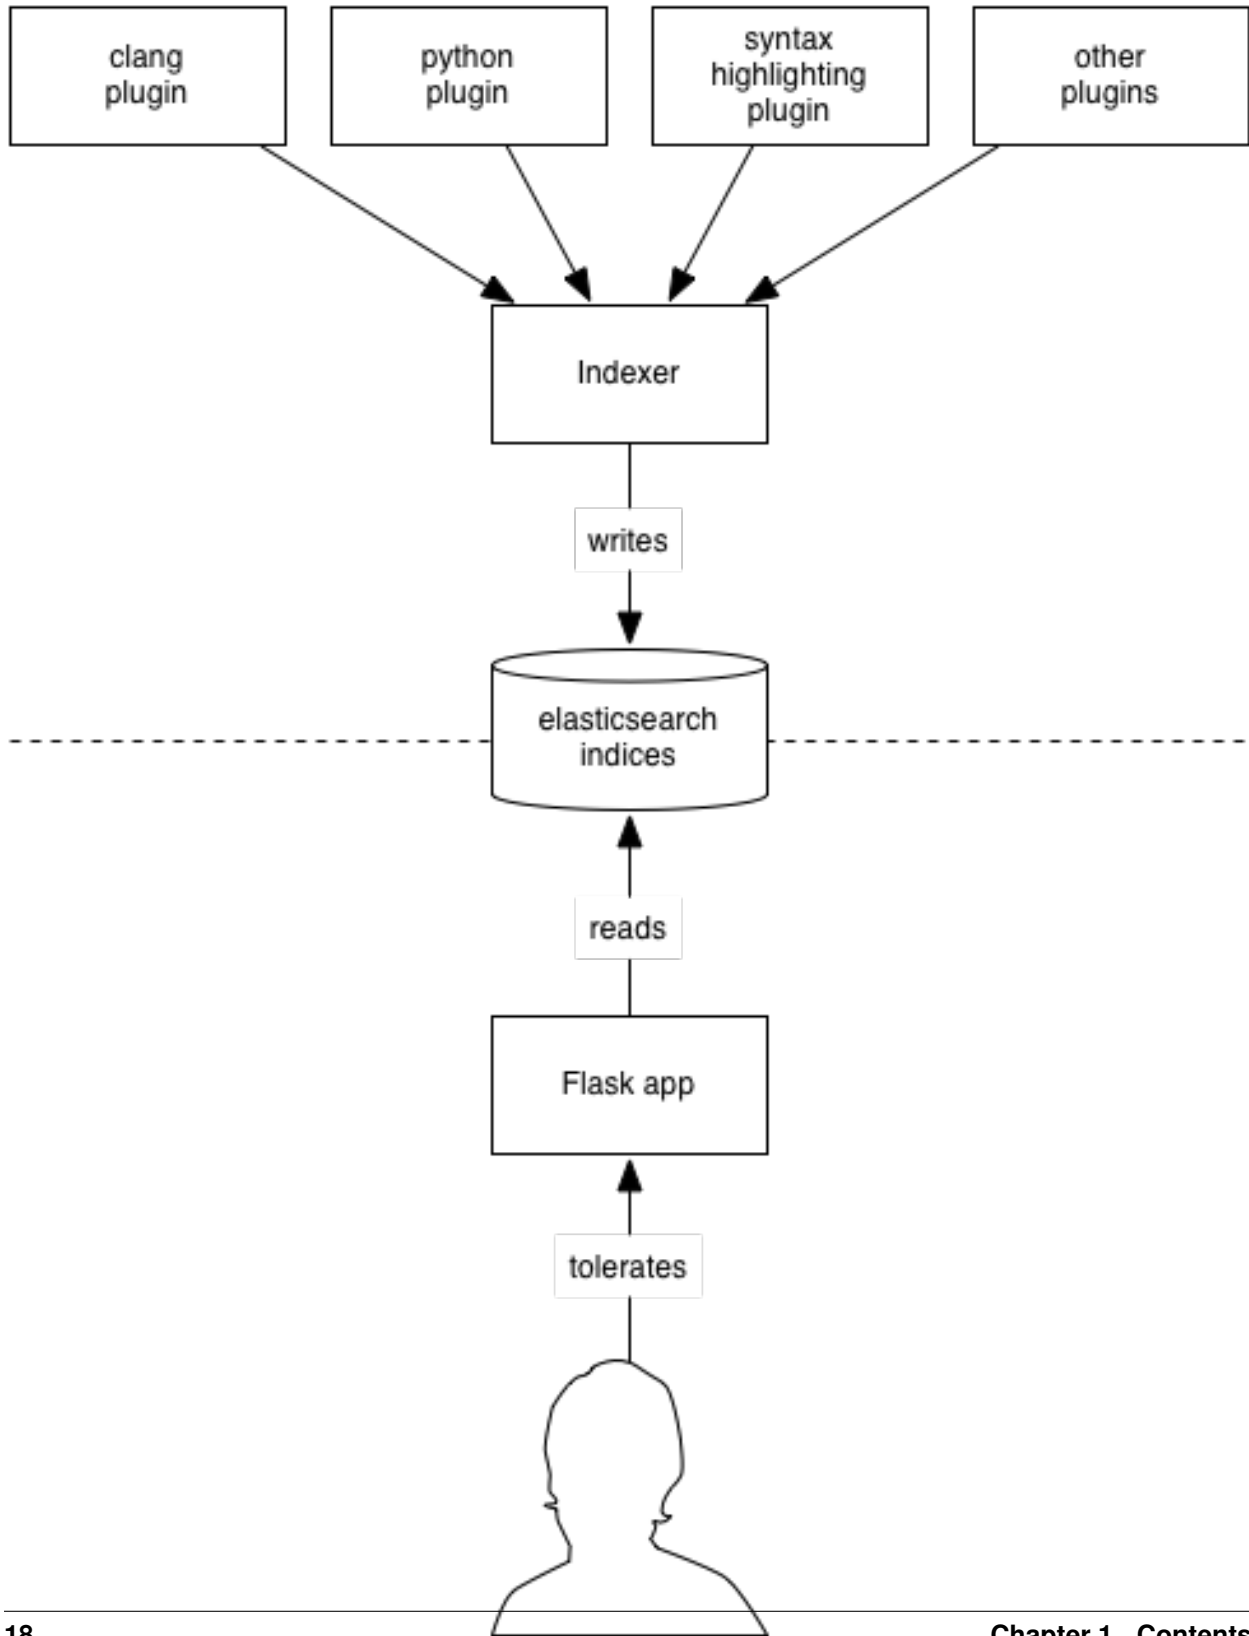 clang
plugin
python
plugin
syntax
highlighting
plugin
other
plugins
Indexer
writes
elasticsearch
indices
reads
Flask app
tolerates
18
Chapter 1. Contents